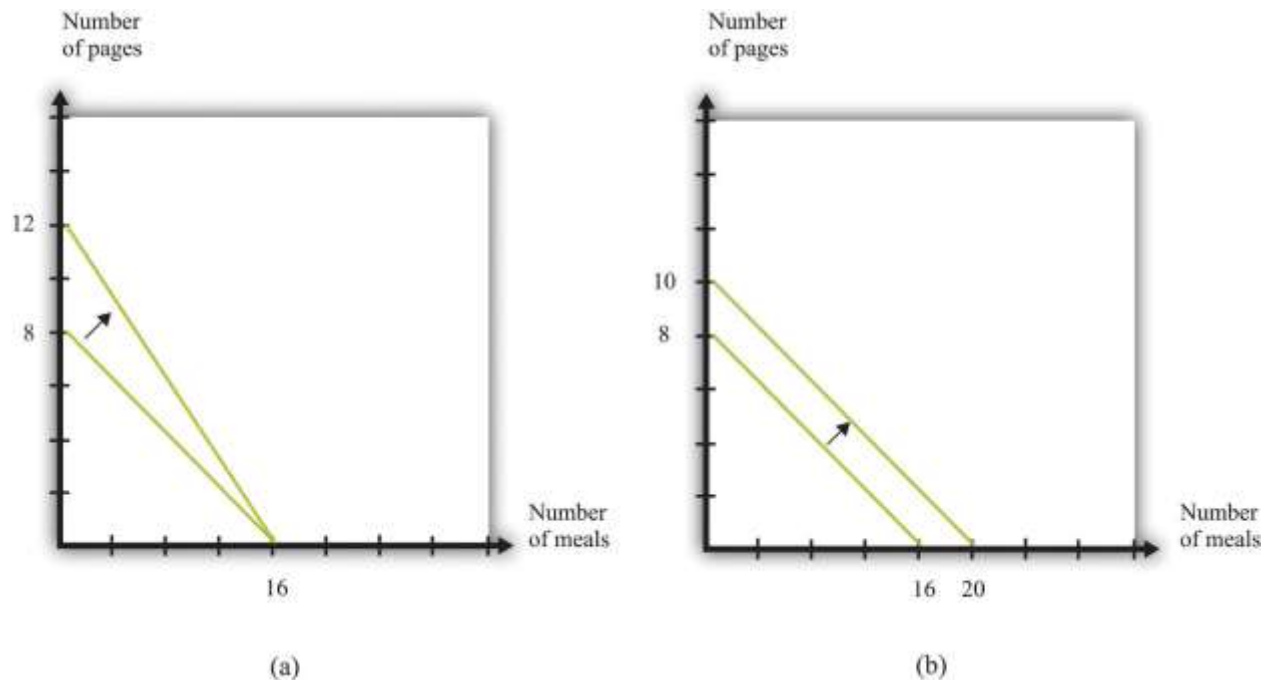 Number
of pages
12
8
16
Number
of meals
(a)
Number
of pages
10
8
16 20
Number
of meals
(b)